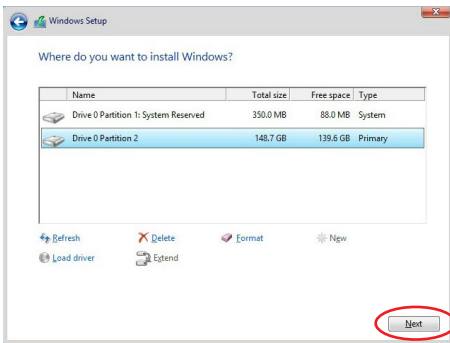 Windows Setup
Where do you want to install Windows?
Name Total size Free space Type
Drive 0 Partition 1: System Reserved 350.0 MB 88.0 MB System
Drive 0 Partition 2 148.7 GB 139.6 GB Primary
Refresh Delete Format New
Load driver Extend
Next